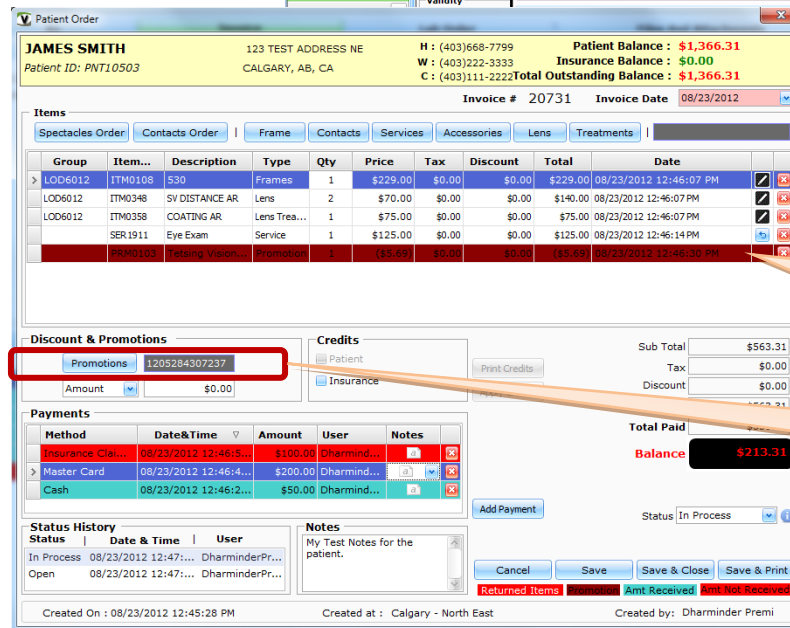 Validity
Patient Order
JAMES SMITH 123 TEST ADDRESS NE H : (403)668-7799 Patient Balance : $1,366.31
Patient ID: PNT10503 CALGARY, AB, CA W : (403)222-3333 Insurance Balance : $0.00
C : (403)111-2222 Total Outstanding Balance : $1,366.31
Invoice # 20731 Invoice Date 08/23/2012
Items
Spectacles Order Contacts Order | Frame Contacts Services Accessories Lens Treatments |
Group Item... Description Type Qty Price Tax Discount Total Date
LOD6012 ITM0108 530 Frames 1 $229.00 $0.00 $0.00 $229.00 08/23/2012 12:46:07 PM
LOD6012 ITM0348 SV DISTANCE AR Lens 2 $70.00 $0.00 $0.00 $140.00 08/23/2012 12:46:07 PM
LOD6012 ITM0358 COATING AR Lens Trea... 1 $75.00 $0.00 $0.00 $75.00 08/23/2012 12:46:07 PM
SER1911 Eye Exam Service 1 $125.00 $0.00 $0.00 $125.00 08/23/2012 12:46:14 PM
PRM0103 Tetsing Vision... Promotion 1 ($5.69) $0.00 $0.00 ($5.69) 08/23/2012 12:46:30 PM
Discount & Promotions Credits
Promotions 1205284307237 Patient Print Credits Sub Total $563.31
Tax $0.00
Amount $0.00 Insurance Discount $0.00
Payments
Total Paid
Method Date&Time Amount User Notes
Insurance Clai... 08/23/2012 12:46:5... $100.00 Dharmind... a Balance $213.31
Master Card 08/23/2012 12:46:4... $200.00 Dharmind... a
Cash 08/23/2012 12:46:2... $50.00 Dharmind... a
Add Payment
Status In Process
Status History Notes
Status | Date & Time | User
In Process 08/23/2012 12:47:... DharminderPr...
Open 08/23/2012 12:47:... DharminderPr...
My Test Notes for the
patient.
Cancel Save Save & Close Save & Print
Returned Items Promotion Amt Received Amt Not Received
Created On : 08/23/2012 12:45:28 PM Created at : Calgary - North East Created by: Dharminder Premi